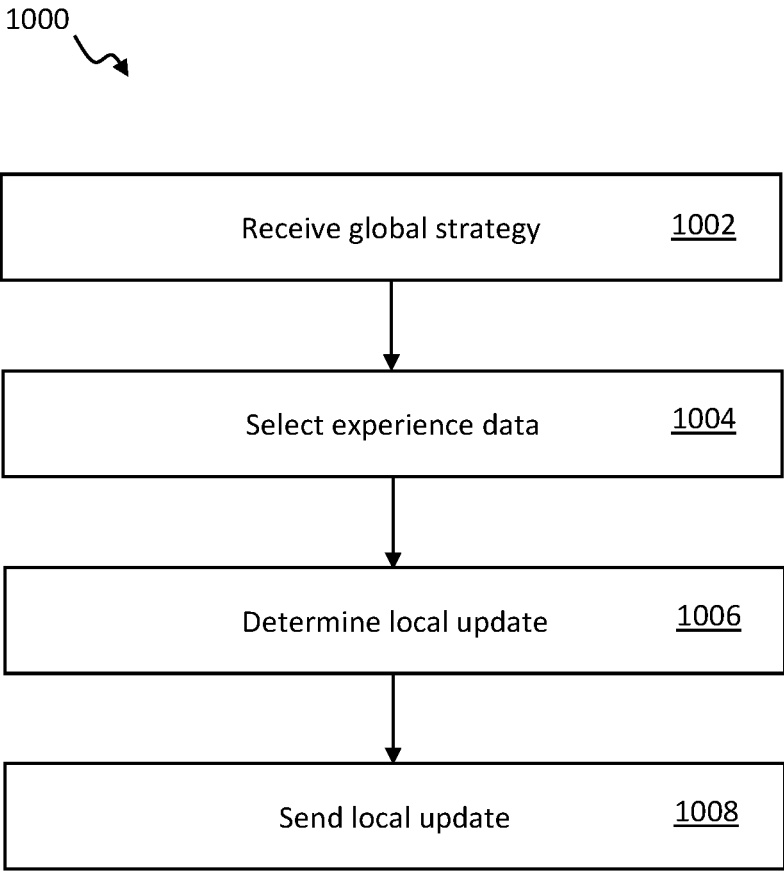 1000
Receive global strategy 1002
Select experience data 1004
Determine local update 1006
Send local update 1008